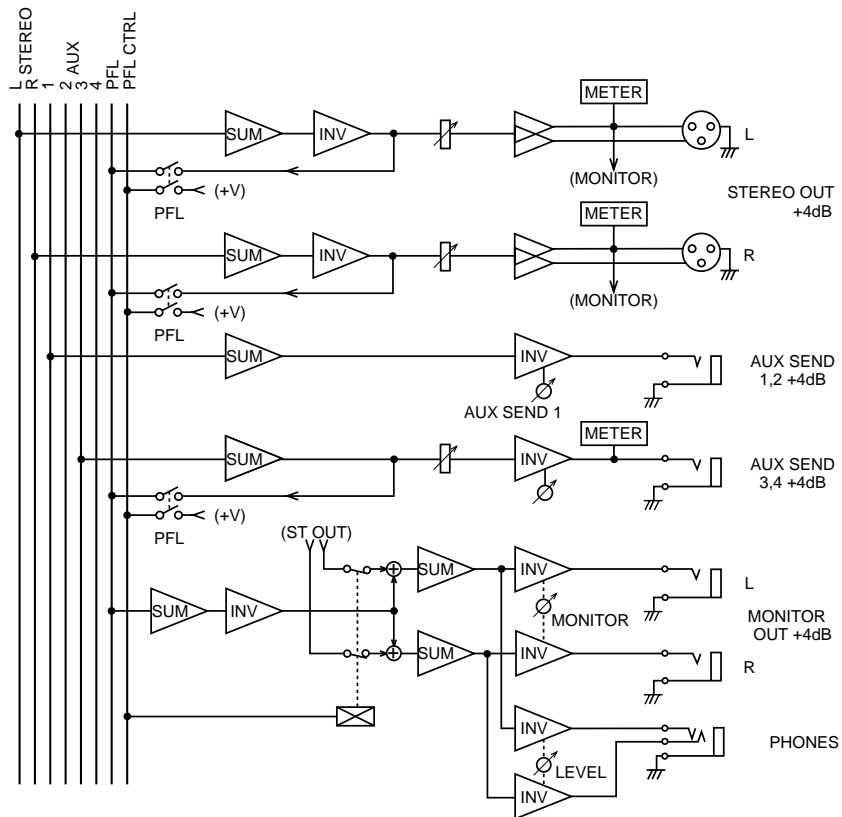 L STEREO
R
1
2 AUX
3
4
PFL
PFL CTRL
METER
SUM
INV
L
(MONITOR)
(+V)
PFL
STEREO OUT
+4dB
METER
SUM
INV
R
(MONITOR)
(+V)
PFL
SUM
INV
AUX SEND 1
AUX SEND
1,2 +4dB
METER
SUM
INV
AUX SEND
3,4 +4dB
(+V)
PFL
(ST OUT)
SUM
INV
L
SUM
INV
MONITOR
MONITOR
OUT +4dB
SUM
INV
R
INV
PHONES
LEVEL
INV